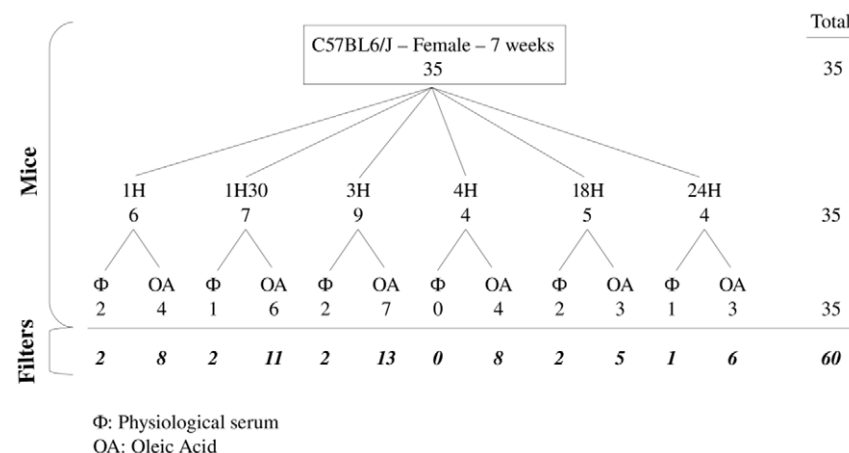 Total
C57BL6/J – Female – 7 weeks
35 35
Mice
1H 1H30 3H 4H 18H 24H
6 7 9 4 5 4 35
Φ OA Φ OA Φ OA Φ OA Φ OA Φ OA
2 4 1 6 2 7 0 4 2 3 1 3 35
Filters
2 8 2 11 2 13 0 8 2 5 1 6 60
Φ: Physiological serum
OA: Oleic Acid